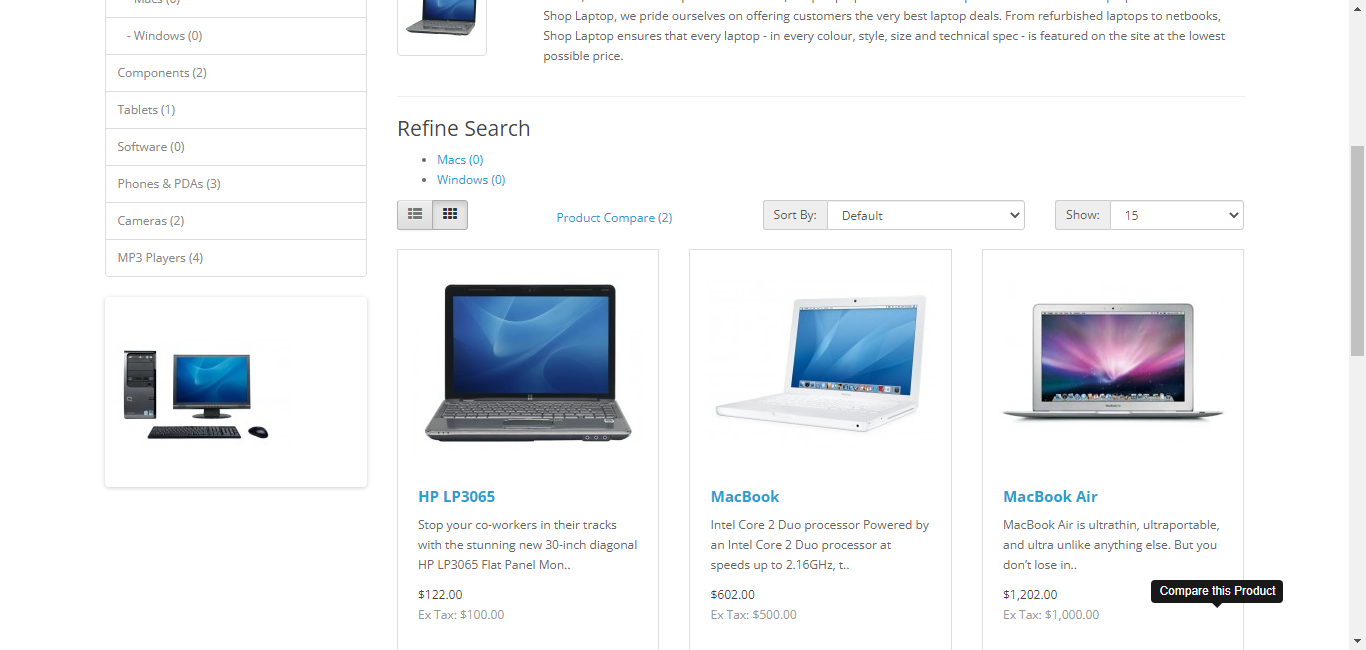 - Windows (0)
Components (2)
Tablets (1)
Software (0)
Phones & PDAs (3)
Cameras (2)
MP3 Players (4)
Shop Laptop, we pride ourselves on offering customers the very best laptop deals. From refurbished laptops to netbooks,
Shop Laptop ensures that every laptop - in every colour, style, size and technical spec - is featured on the site at the lowest
possible price.
Refine Search
Macs (0)
Windows (0)
Product Compare (2)
Sort By:
Default
Show:
15
HP LP3065
Stop your co-workers in their tracks
with the stunning new 30-inch diagonal
HP LP3065 Flat Panel Mon..
$122.00
Ex Tax: $100.00
MacBook
Intel Core 2 Duo processor Powered by
an Intel Core 2 Duo processor at
speeds up to 2.16GHz, t..
$602.00
Ex Tax: $500.00
MacBook Air
MacBook Air is ultrathin, ultraportable,
and ultra unlike anything else. But you
don’t lose in..
$1,202.00
Ex Tax: $1,000.00
Compare this Product